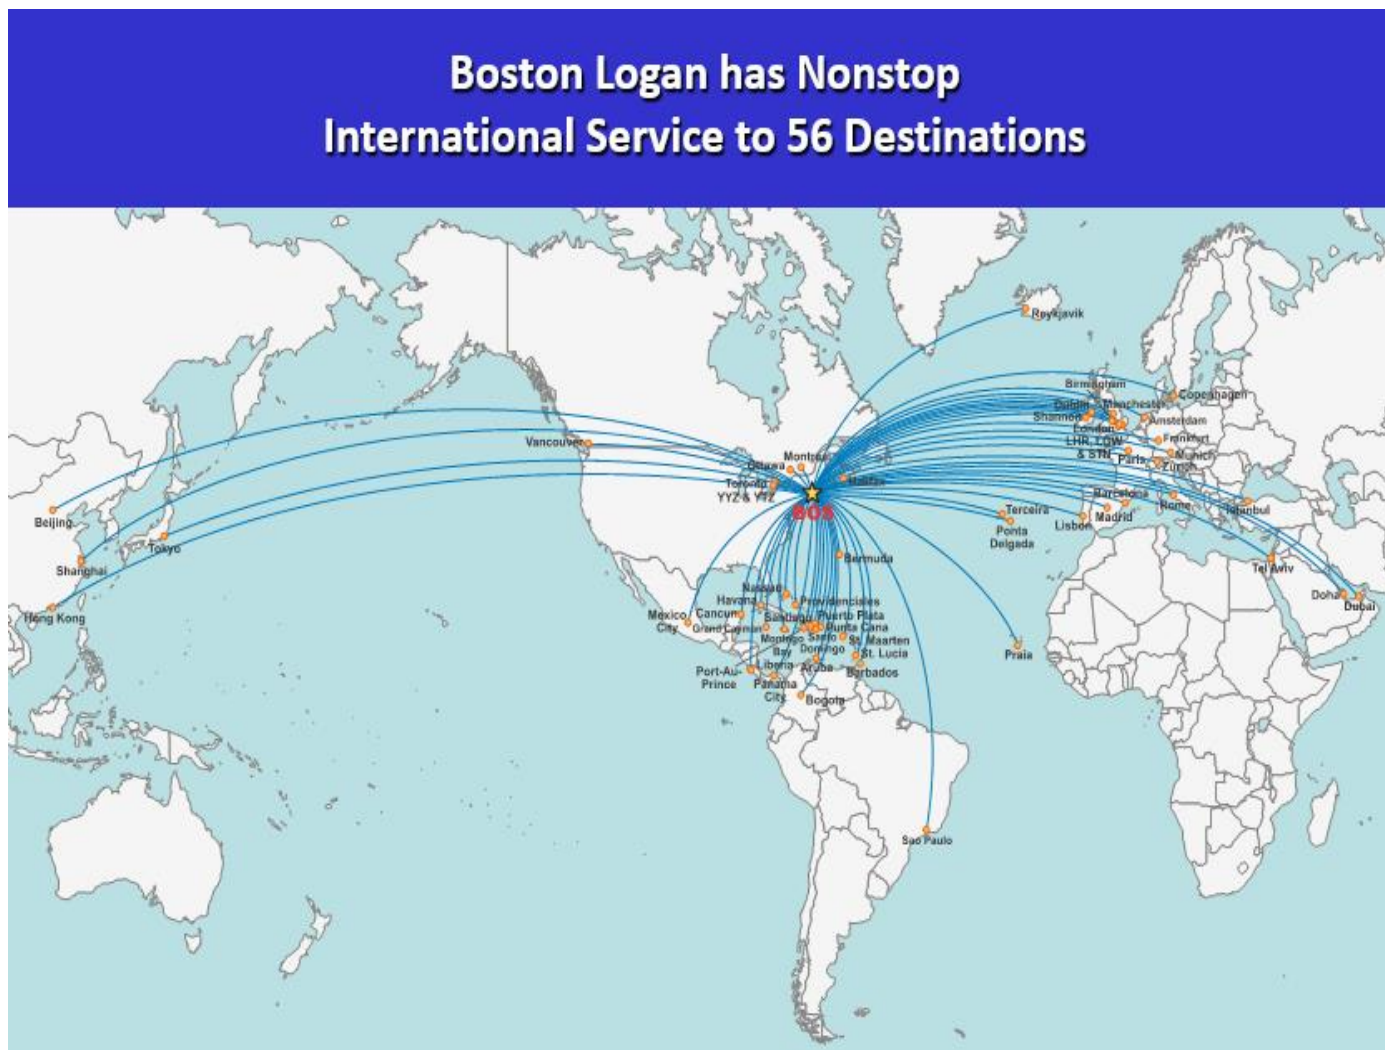 Boston Logan has Nonstop
International Service to 56 Destinations
Reykjavik
Birmingham
Copenhagen
Dublin
Manchester
Shannon
Amsterdam
London
LHR, LGW
& STN
Frankfurt
Munich
Paris
Zurich
Vancouver
Montreal
Ottawa
Toronto
YYZ & YTZ
Halifax
BOS
Barcelona
Rome
Istanbul
Madrid
Lisbon
Terceira
Ponta
Delgada
Beijing
Tokyo
Shanghai
Hong Kong
Bermuda
Tel Aviv
Doha
Dubai
Nassau
Havana
Providenciales
Mexico
City
Cancun
Santiago
Puerto Plata
Grand Cayman
Punta Cana
Montego
Bay
Santo
Domingo
St. Maarten
St. Lucia
Praia
Port-Au-
Prince
Liberia
Aruba
Barbados
Panama
City
Bogota
Sao Paulo